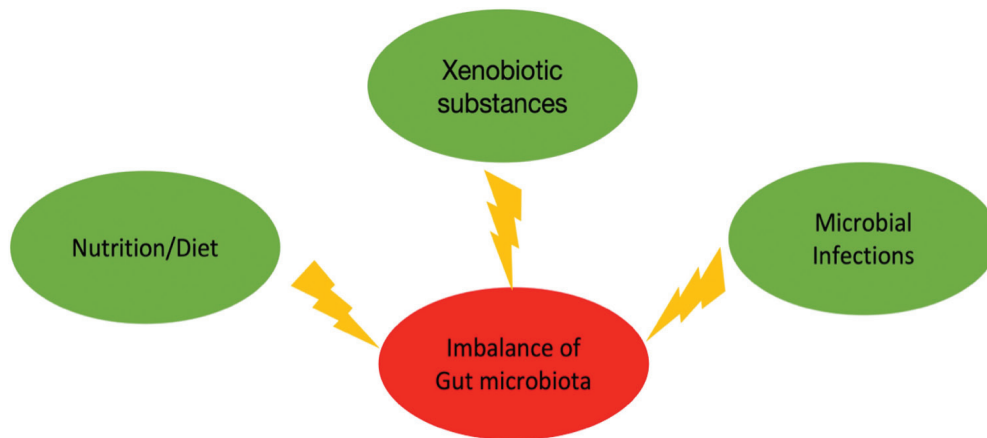 Xenobiotic
substances
Nutrition/Diet
Microbial
Infections
Imbalance of
Gut microbiota